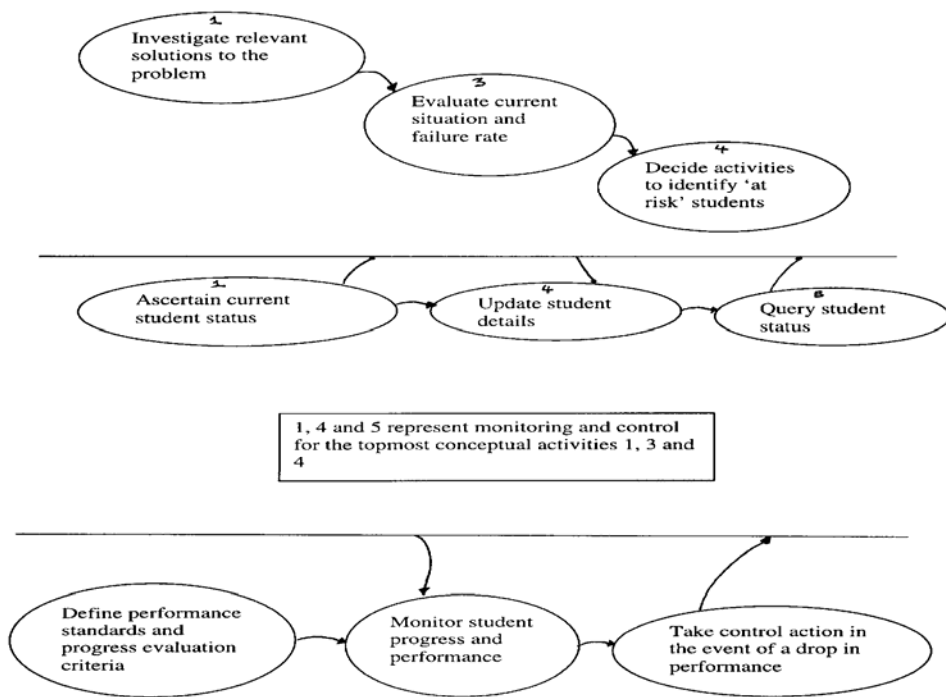 1
Investigate relevant
solutions to the
problem
3
Evaluate current
situation and
failure rate
4
Decide activities
to identify ‘at
risk’ students
1
Ascertain current
student status
4
Update student
details
5
Query student
status
1, 4 and 5 represent monitoring and control
for the topmost conceptual activities 1, 3 and
4
Define performance
standards and
progress evaluation
criteria
Monitor student
progress and
performance
Take control action in
the event of a drop in
performance